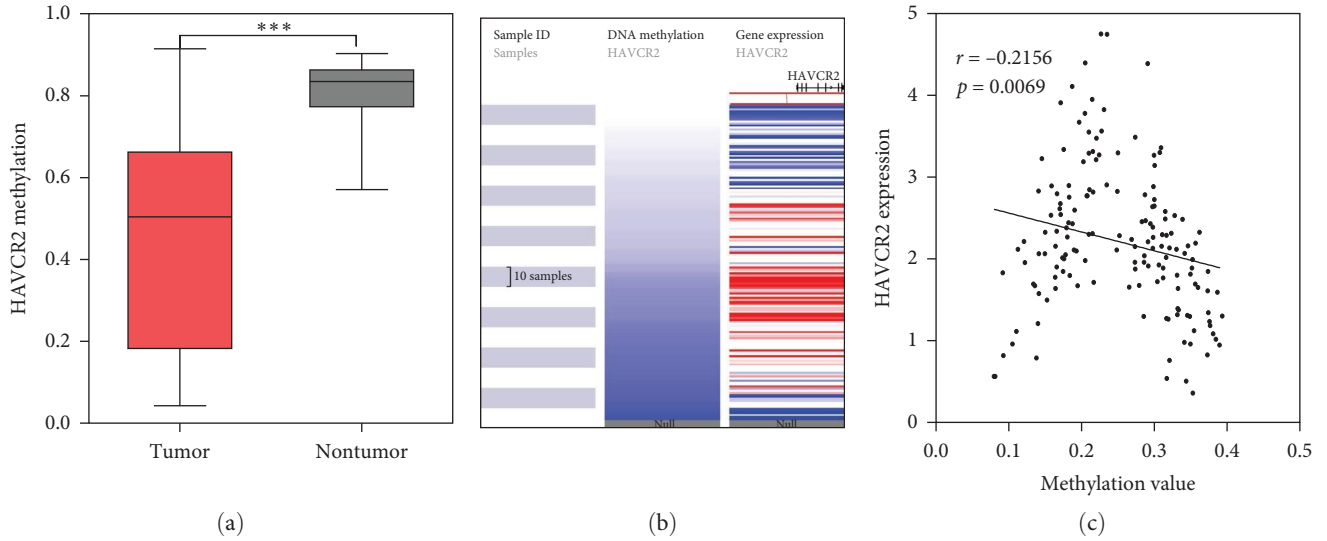 HAVCR2 methylation
1.0
0.8
0.6
0.4
0.2
0.0
***
Tumor
Nontumor
(a)
Sample ID
Samples
DNA methylation
HAVCR2
Gene expression
HAVCR2
HAVCR2
10 samples
Null
Null
(b)
HAVCR2 expression
5
4
3
2
1
0
r = –0.2156
p = 0.0069
0.0
0.1
0.2
0.3
0.4
0.5
Methylation value
(c)